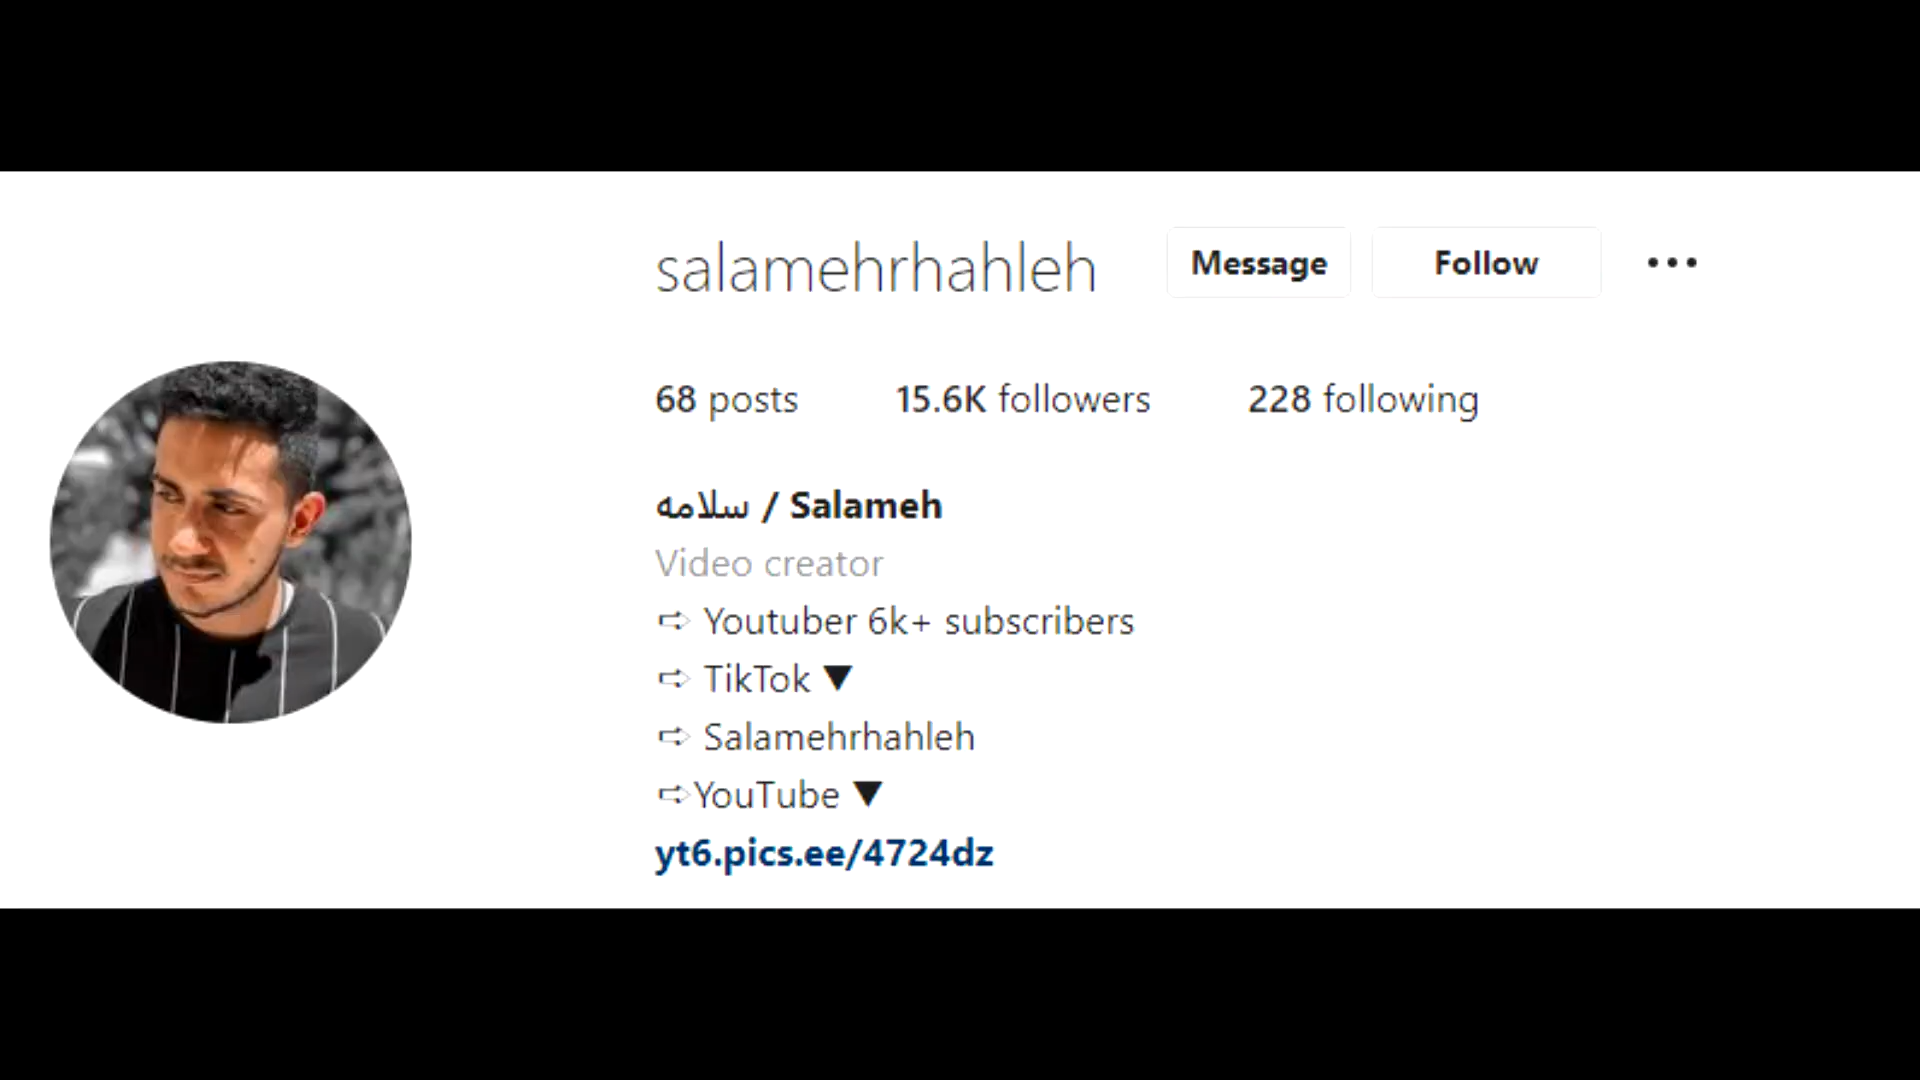 salamehrhahleh Message Follow
68 posts 15.6K followers 228 following
سلامه / Salameh
Video creator
➪ Youtuber 6k+ subscribers
➪ TikTok ▼
➪ Salamehrhahleh
➪YouTube ▼
yt6.pics.ee/4724dz